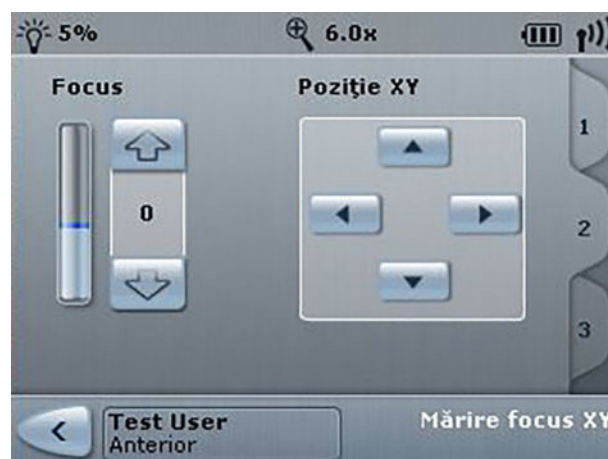 5%
6.0x
Focus
Poziţie XY
0
1
2
3
Test User
Anterior
Mărire focus XY